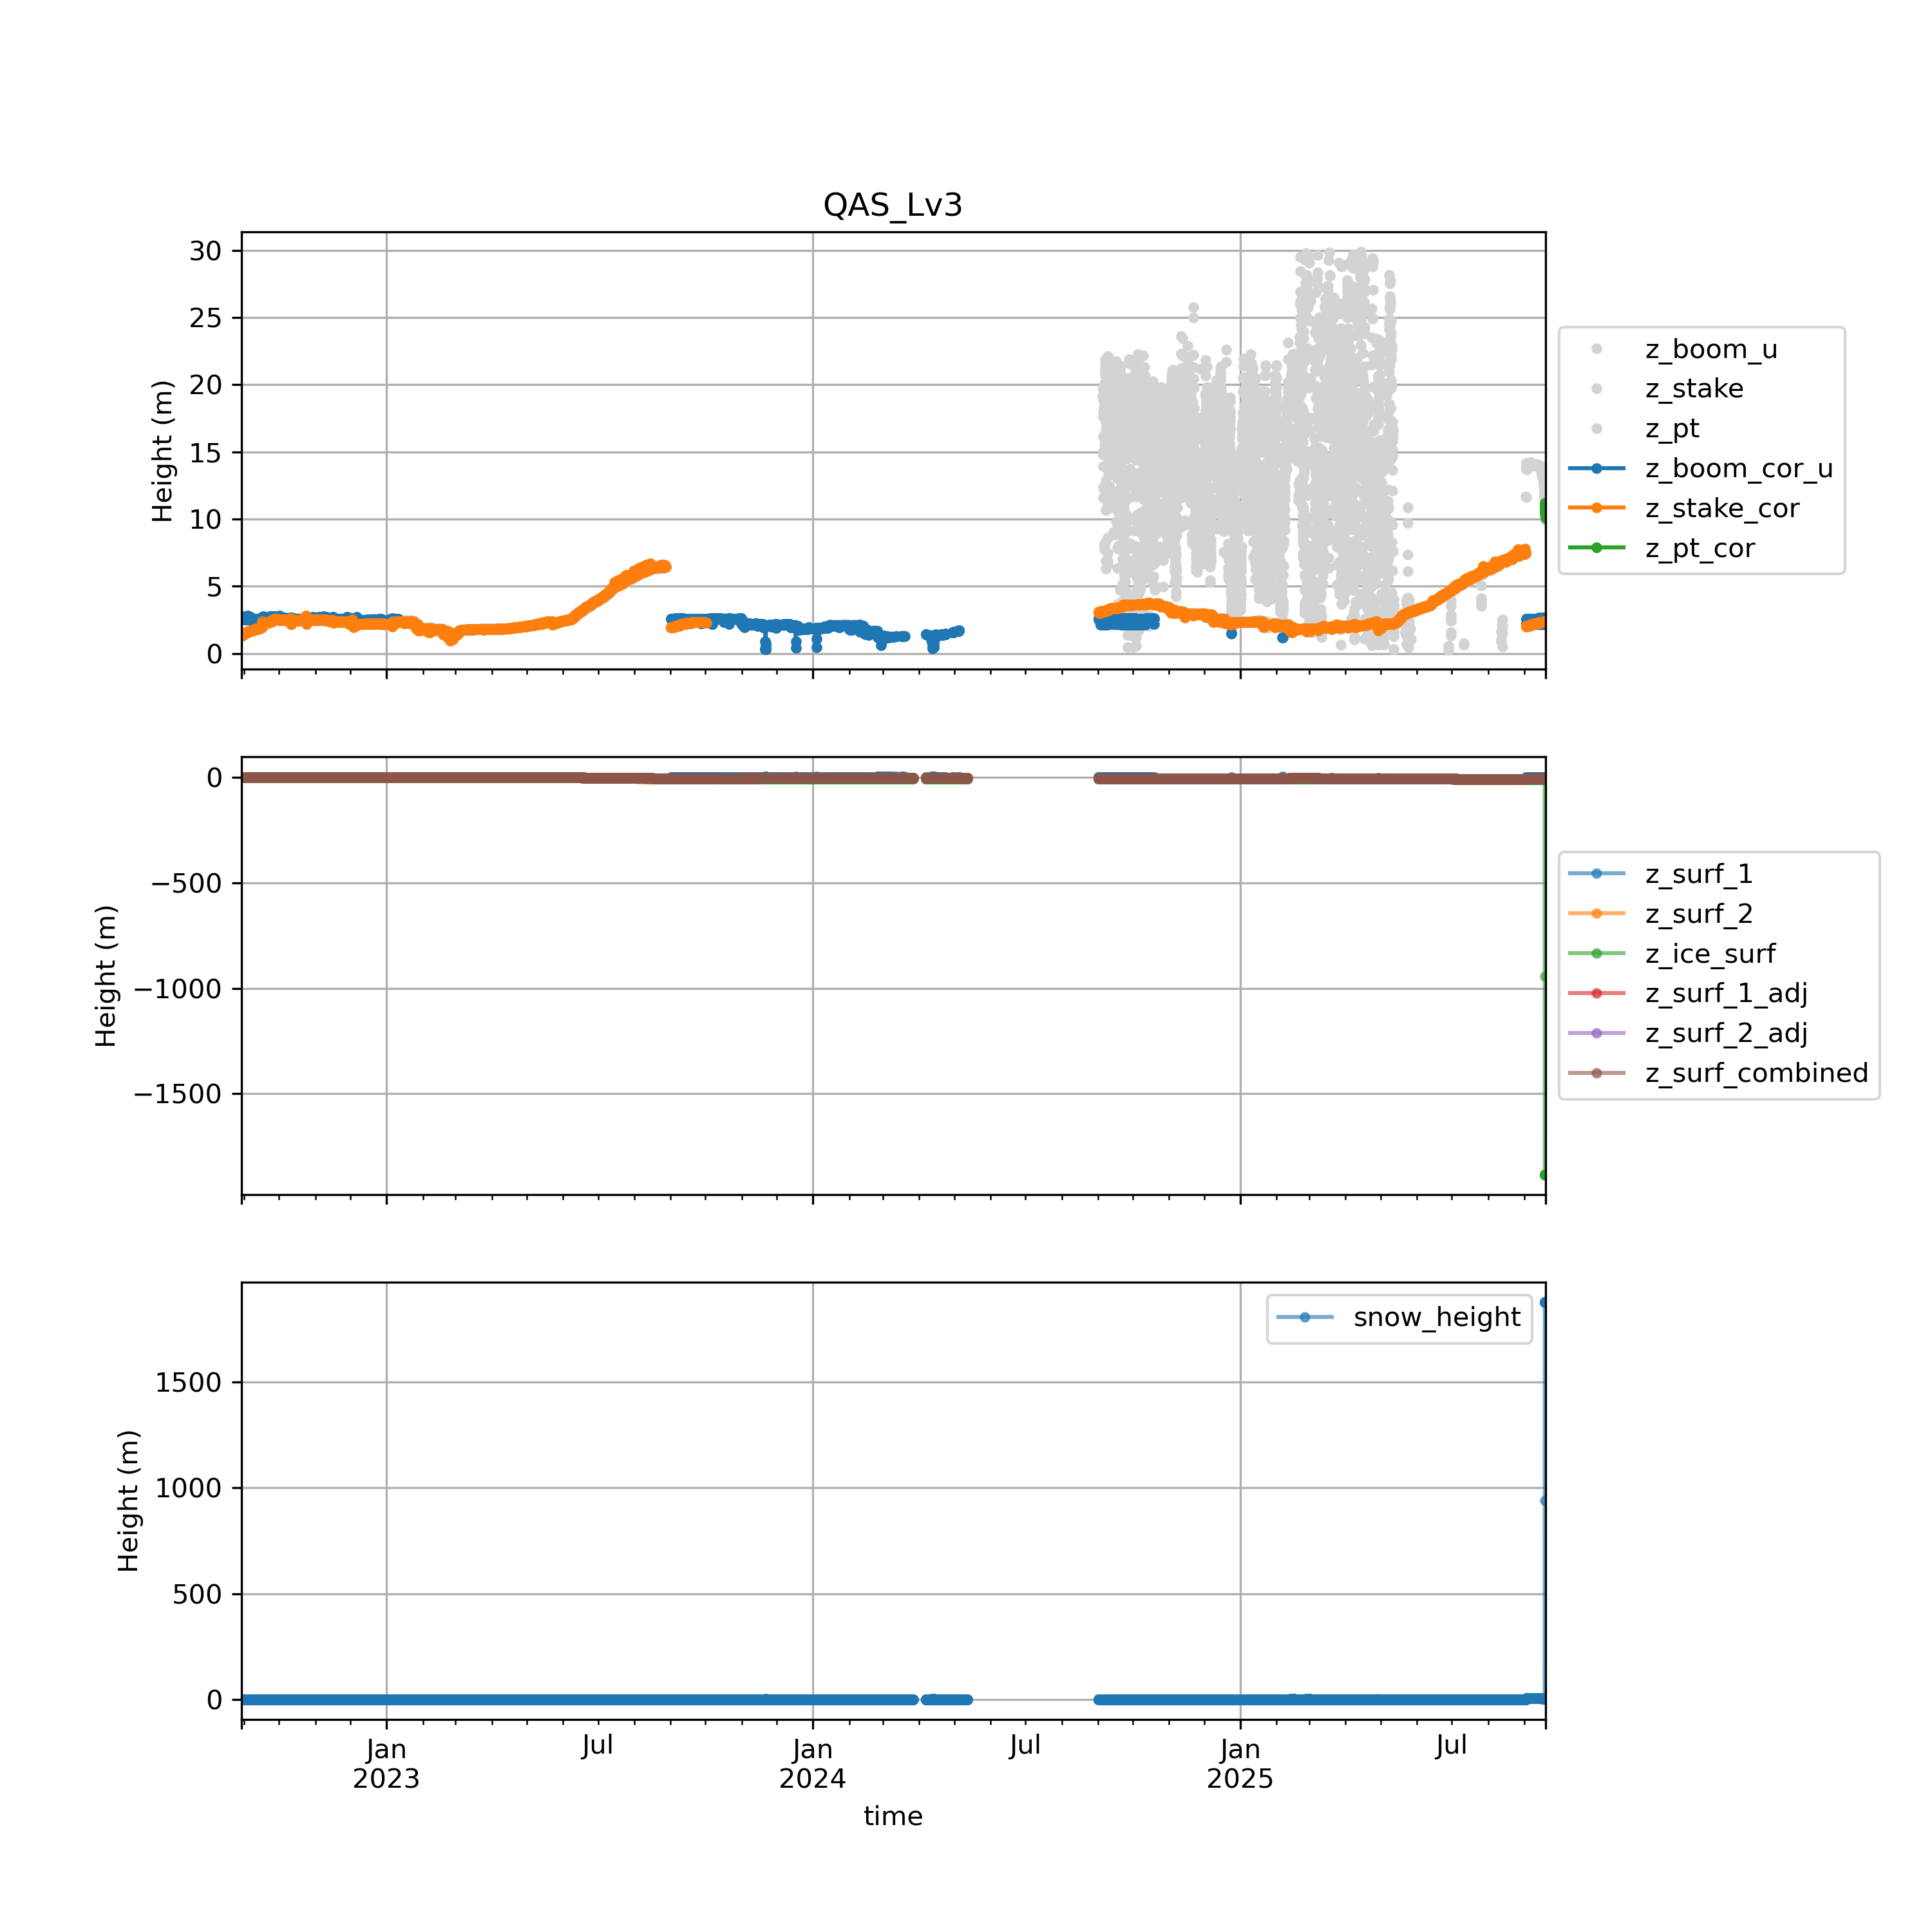 QAS_Lv3
30
25
20
15
10
5
0
Height (m)
z_boom_u
z_stake
z_pt
z_boom_cor_u
z_stake_cor
z_pt_cor
0
−500
−1000
−1500
Height (m)
z_surf_1
z_surf_2
z_ice_surf
z_surf_1_adj
z_surf_2_adj
z_surf_combined
snow_height
1500
1000
500
0
Height (m)
Jan
2023
Jul
Jan
2024
Jul
Jan
2025
Jul
time